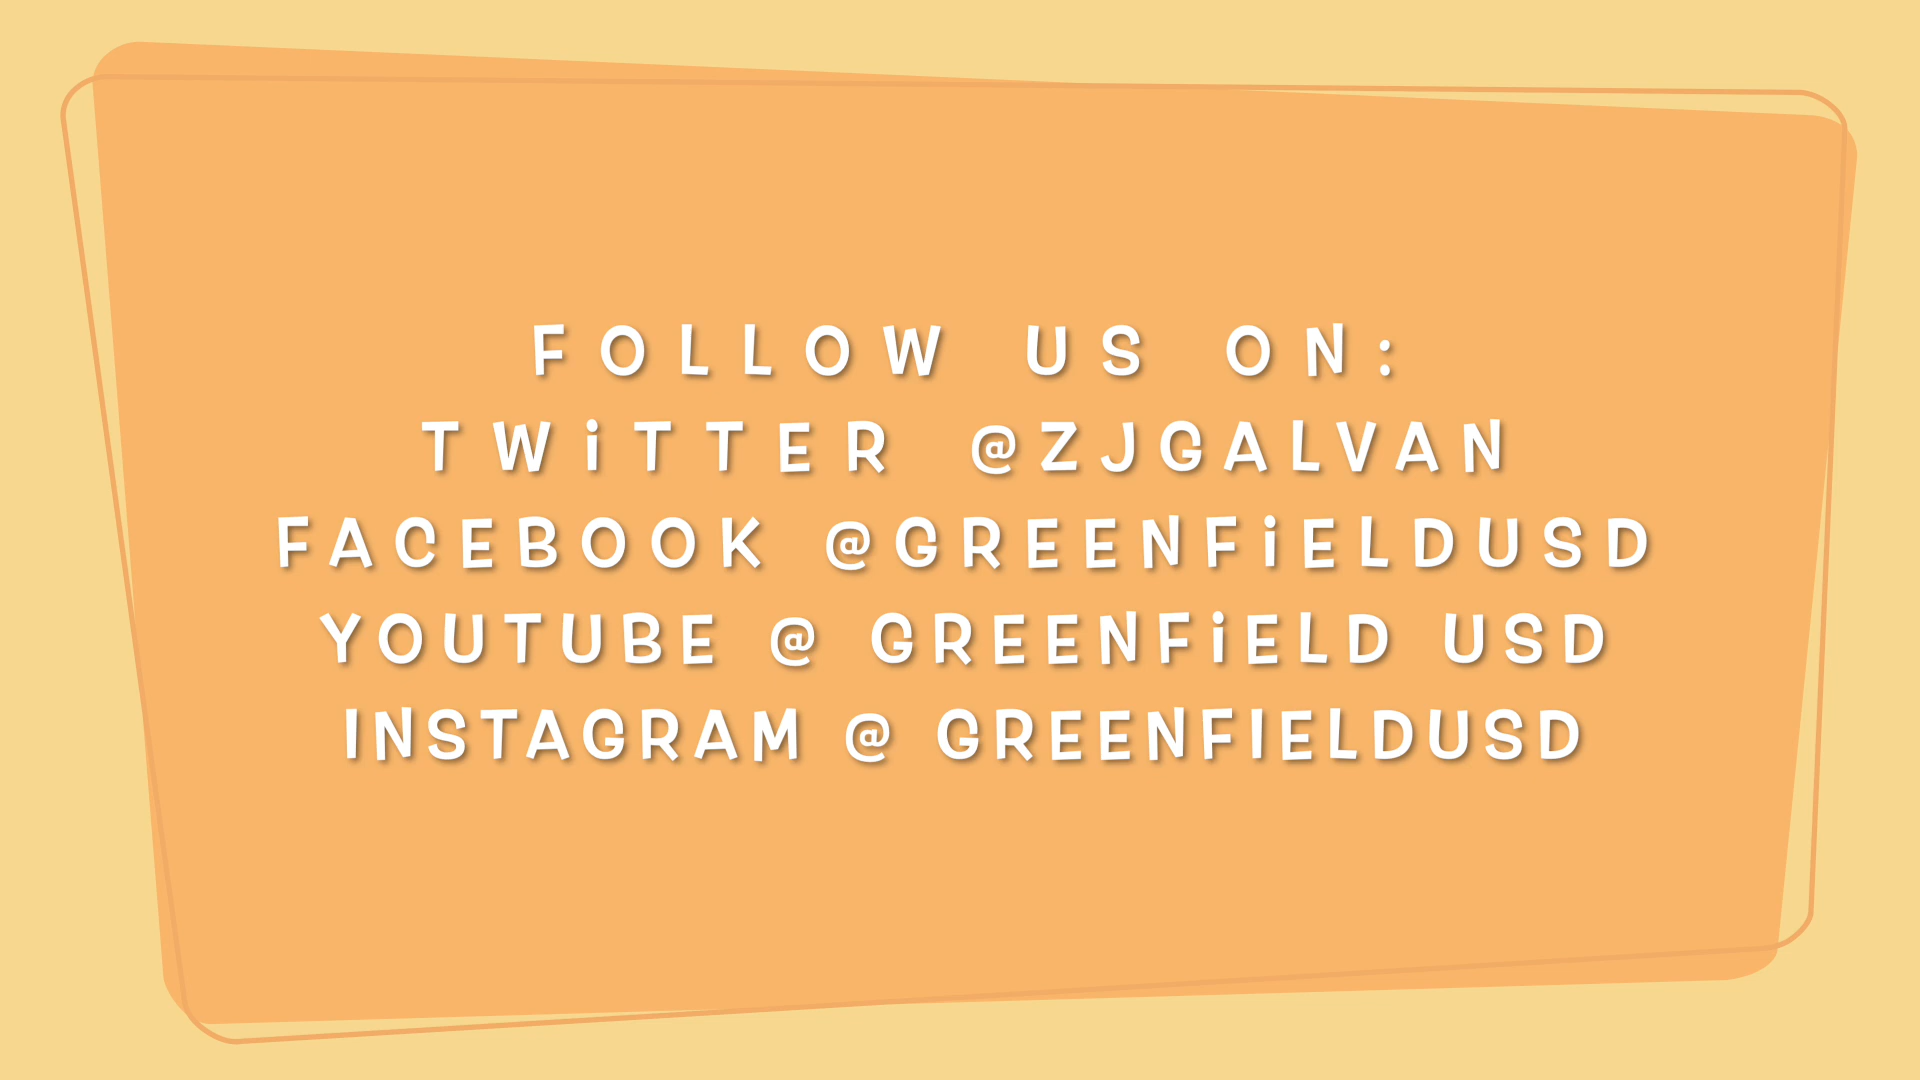 FOLLOW US ON:
TWiTTER @ZJGALVAN
FACEBOOK @GREENFiELDUSD
YOUTUBE @ GREENFiELD USD
INSTAGRAM @ GREENFIELDUSD